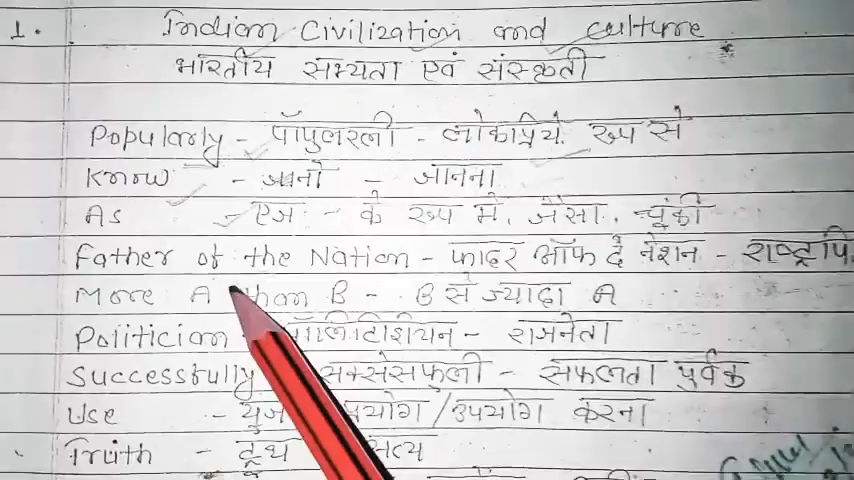 1. Indian Civilization and culture
भारतीय सभ्यता एवं संस्कृती
Popularly - पॉपुलरली - लोकप्रिये रूप से
Know - जानो - जानना
As - एज - के रूप में, जैसा, चूंकी
Father of the Nation - फादर ऑफ दे नेशन - राष्ट्रपि
More A than B - B से ज्यादा A
Politician - पॉलिटिशियन - राजनेता
Successfully सक्सेसफुली - सफलता पूर्वक
Use - यूज प्रयोग/उपयोग करना
Truth - ट्रूथ सत्य